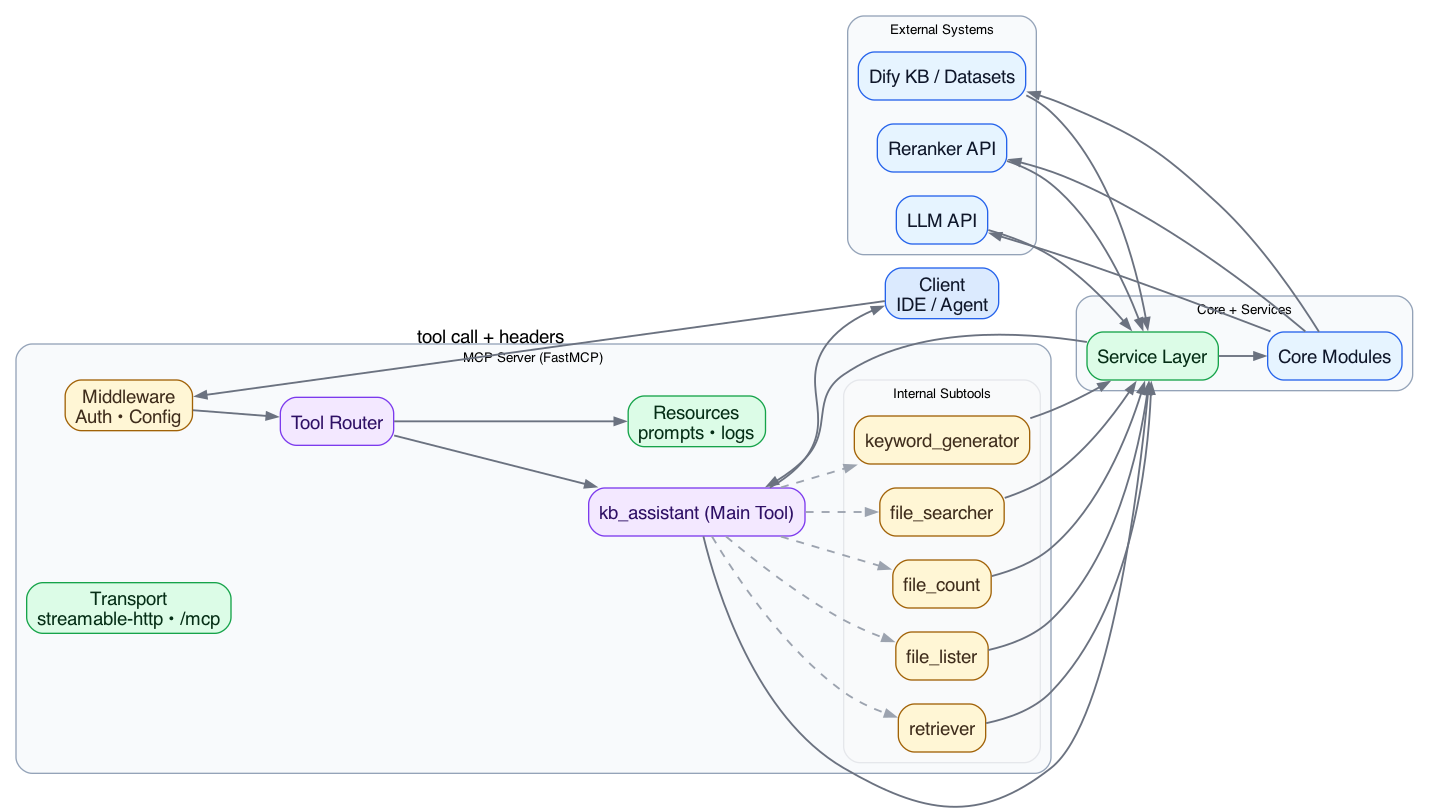 External Systems
Dify KB / Datasets
Reranker API
LLM API
Client
IDE / Agent
tool call + headers
Core + Services
Service Layer
Core Modules
MCP Server (FastMCP)
Middleware
Auth • Config
Tool Router
Resources
prompts • logs
kb_assistant (Main Tool)
Transport
streamable-http • /mcp
Internal Subtools
keyword_generator
file_searcher
file_count
file_lister
retriever